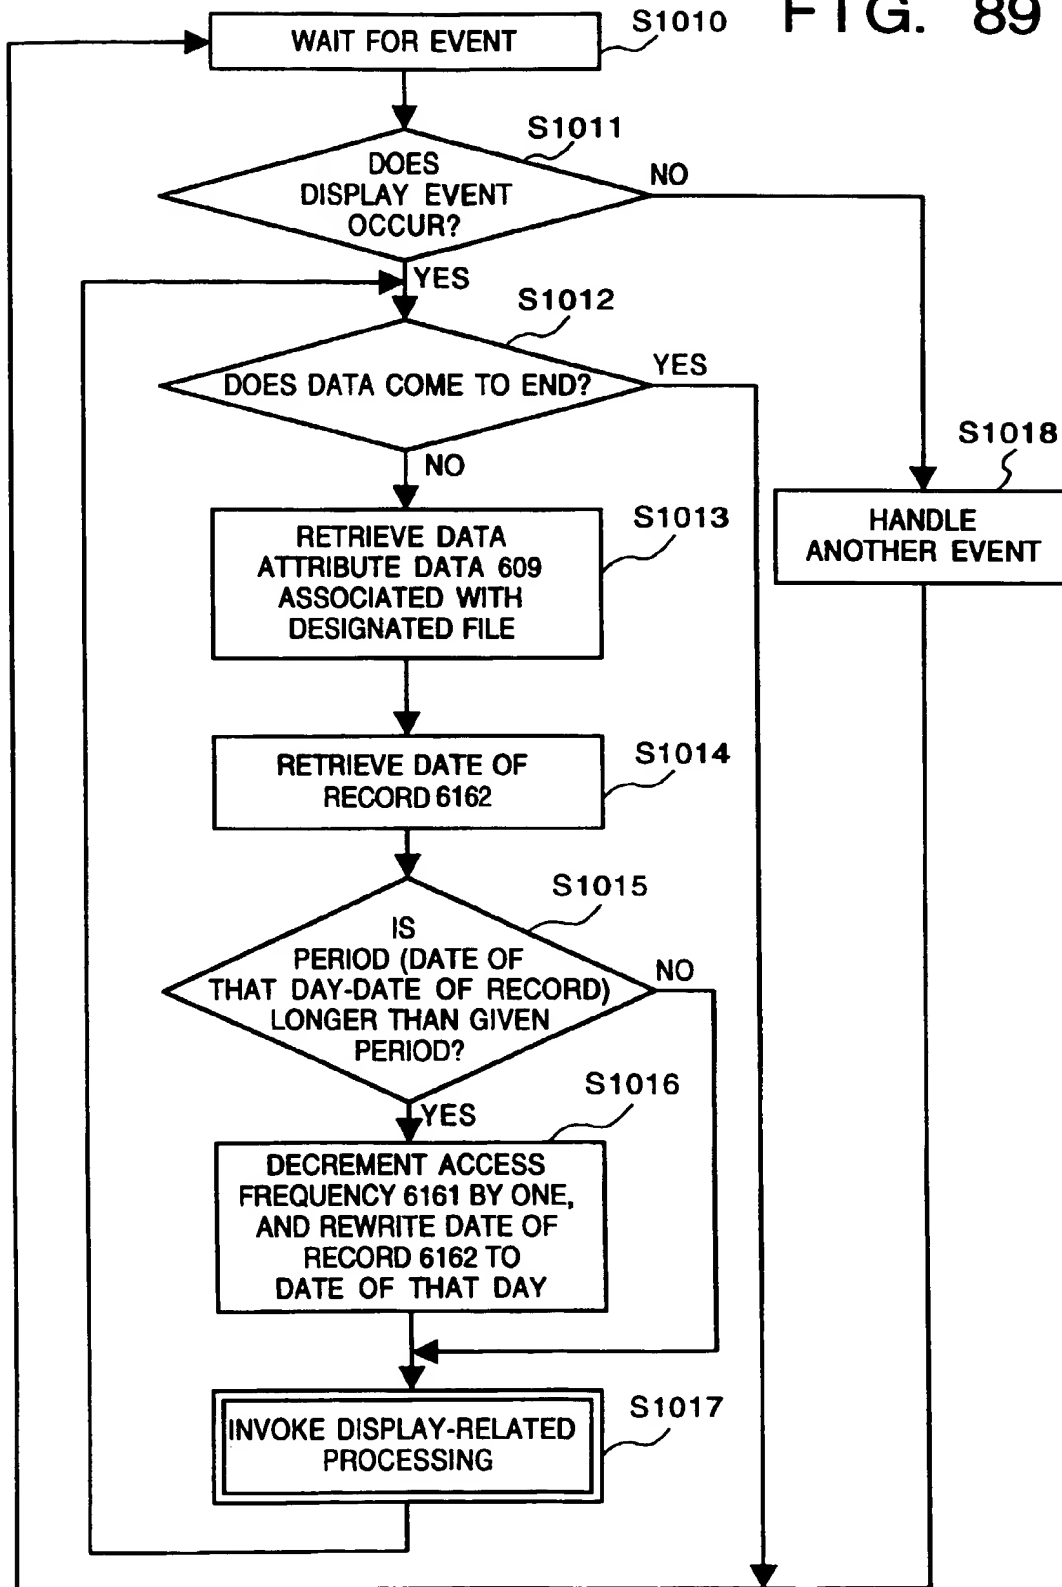 FIG. 89
S1010
WAIT FOR EVENT
S1011
DOES
DISPLAY EVENT
OCCUR?
NO
YES
S1012
DOES DATA COME TO END?
YES
NO
S1018
HANDLE
ANOTHER EVENT
S1013
RETRIEVE DATA
ATTRIBUTE DATA 609
ASSOCIATED WITH
DESIGNATED FILE
S1014
RETRIEVE DATE OF
RECORD 6162
S1015
IS
PERIOD (DATE OF
THAT DAY-DATE OF RECORD)
LONGER THAN GIVEN
PERIOD?
NO
YES
S1016
DECREMENT ACCESS
FREQUENCY 6161 BY ONE,
AND REWRITE DATE OF
RECORD 6162 TO
DATE OF THAT DAY
S1017
INVOKE DISPLAY-RELATED
PROCESSING